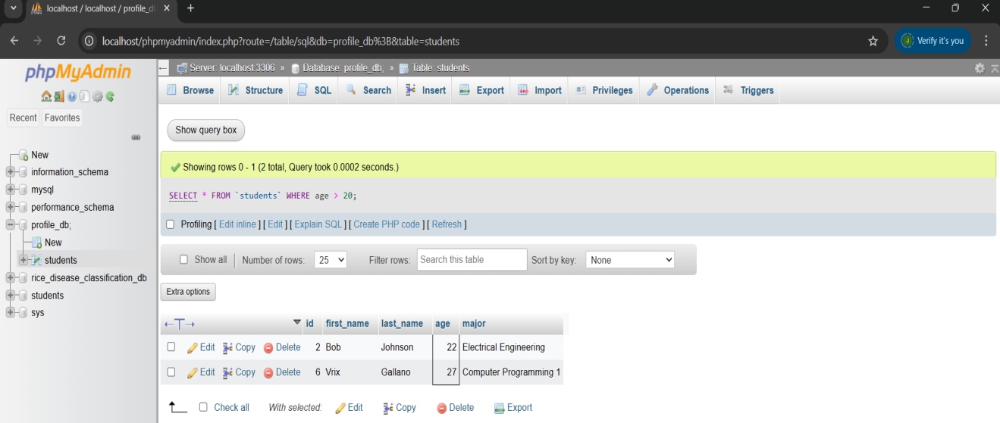 localhost / localhost / profile_d
localhost/phpmyadmin/index.php?route=/table/sql&db=profile_db%3B&table=students
J Verify it's you
phpMyAdmin
Server: localhost:3306 » Database: profile_db; » Table: students
Browse Structure SQL Search Insert Export Import Privileges Operations Triggers
Recent Favorites
New
information_schema
mysql
performance_schema
profile_db;
New
students
rice_disease_classification_db
students
sys
Show query box
Showing rows 0 - 1 (2 total, Query took 0.0002 seconds.)
SELECT * FROM `students` WHERE age > 20;
Profiling [ Edit inline ] [ Edit ] [ Explain SQL ] [ Create PHP code ] [ Refresh ]
Show all Number of rows: 25 Filter rows: Search this table Sort by key: None
Extra options
←T→ id first_name last_name age major
Edit Copy Delete 2 Bob Johnson 22 Electrical Engineering
Edit Copy Delete 6 Vrix Gallano 27 Computer Programming 1
Check all With selected: Edit Copy Delete Export